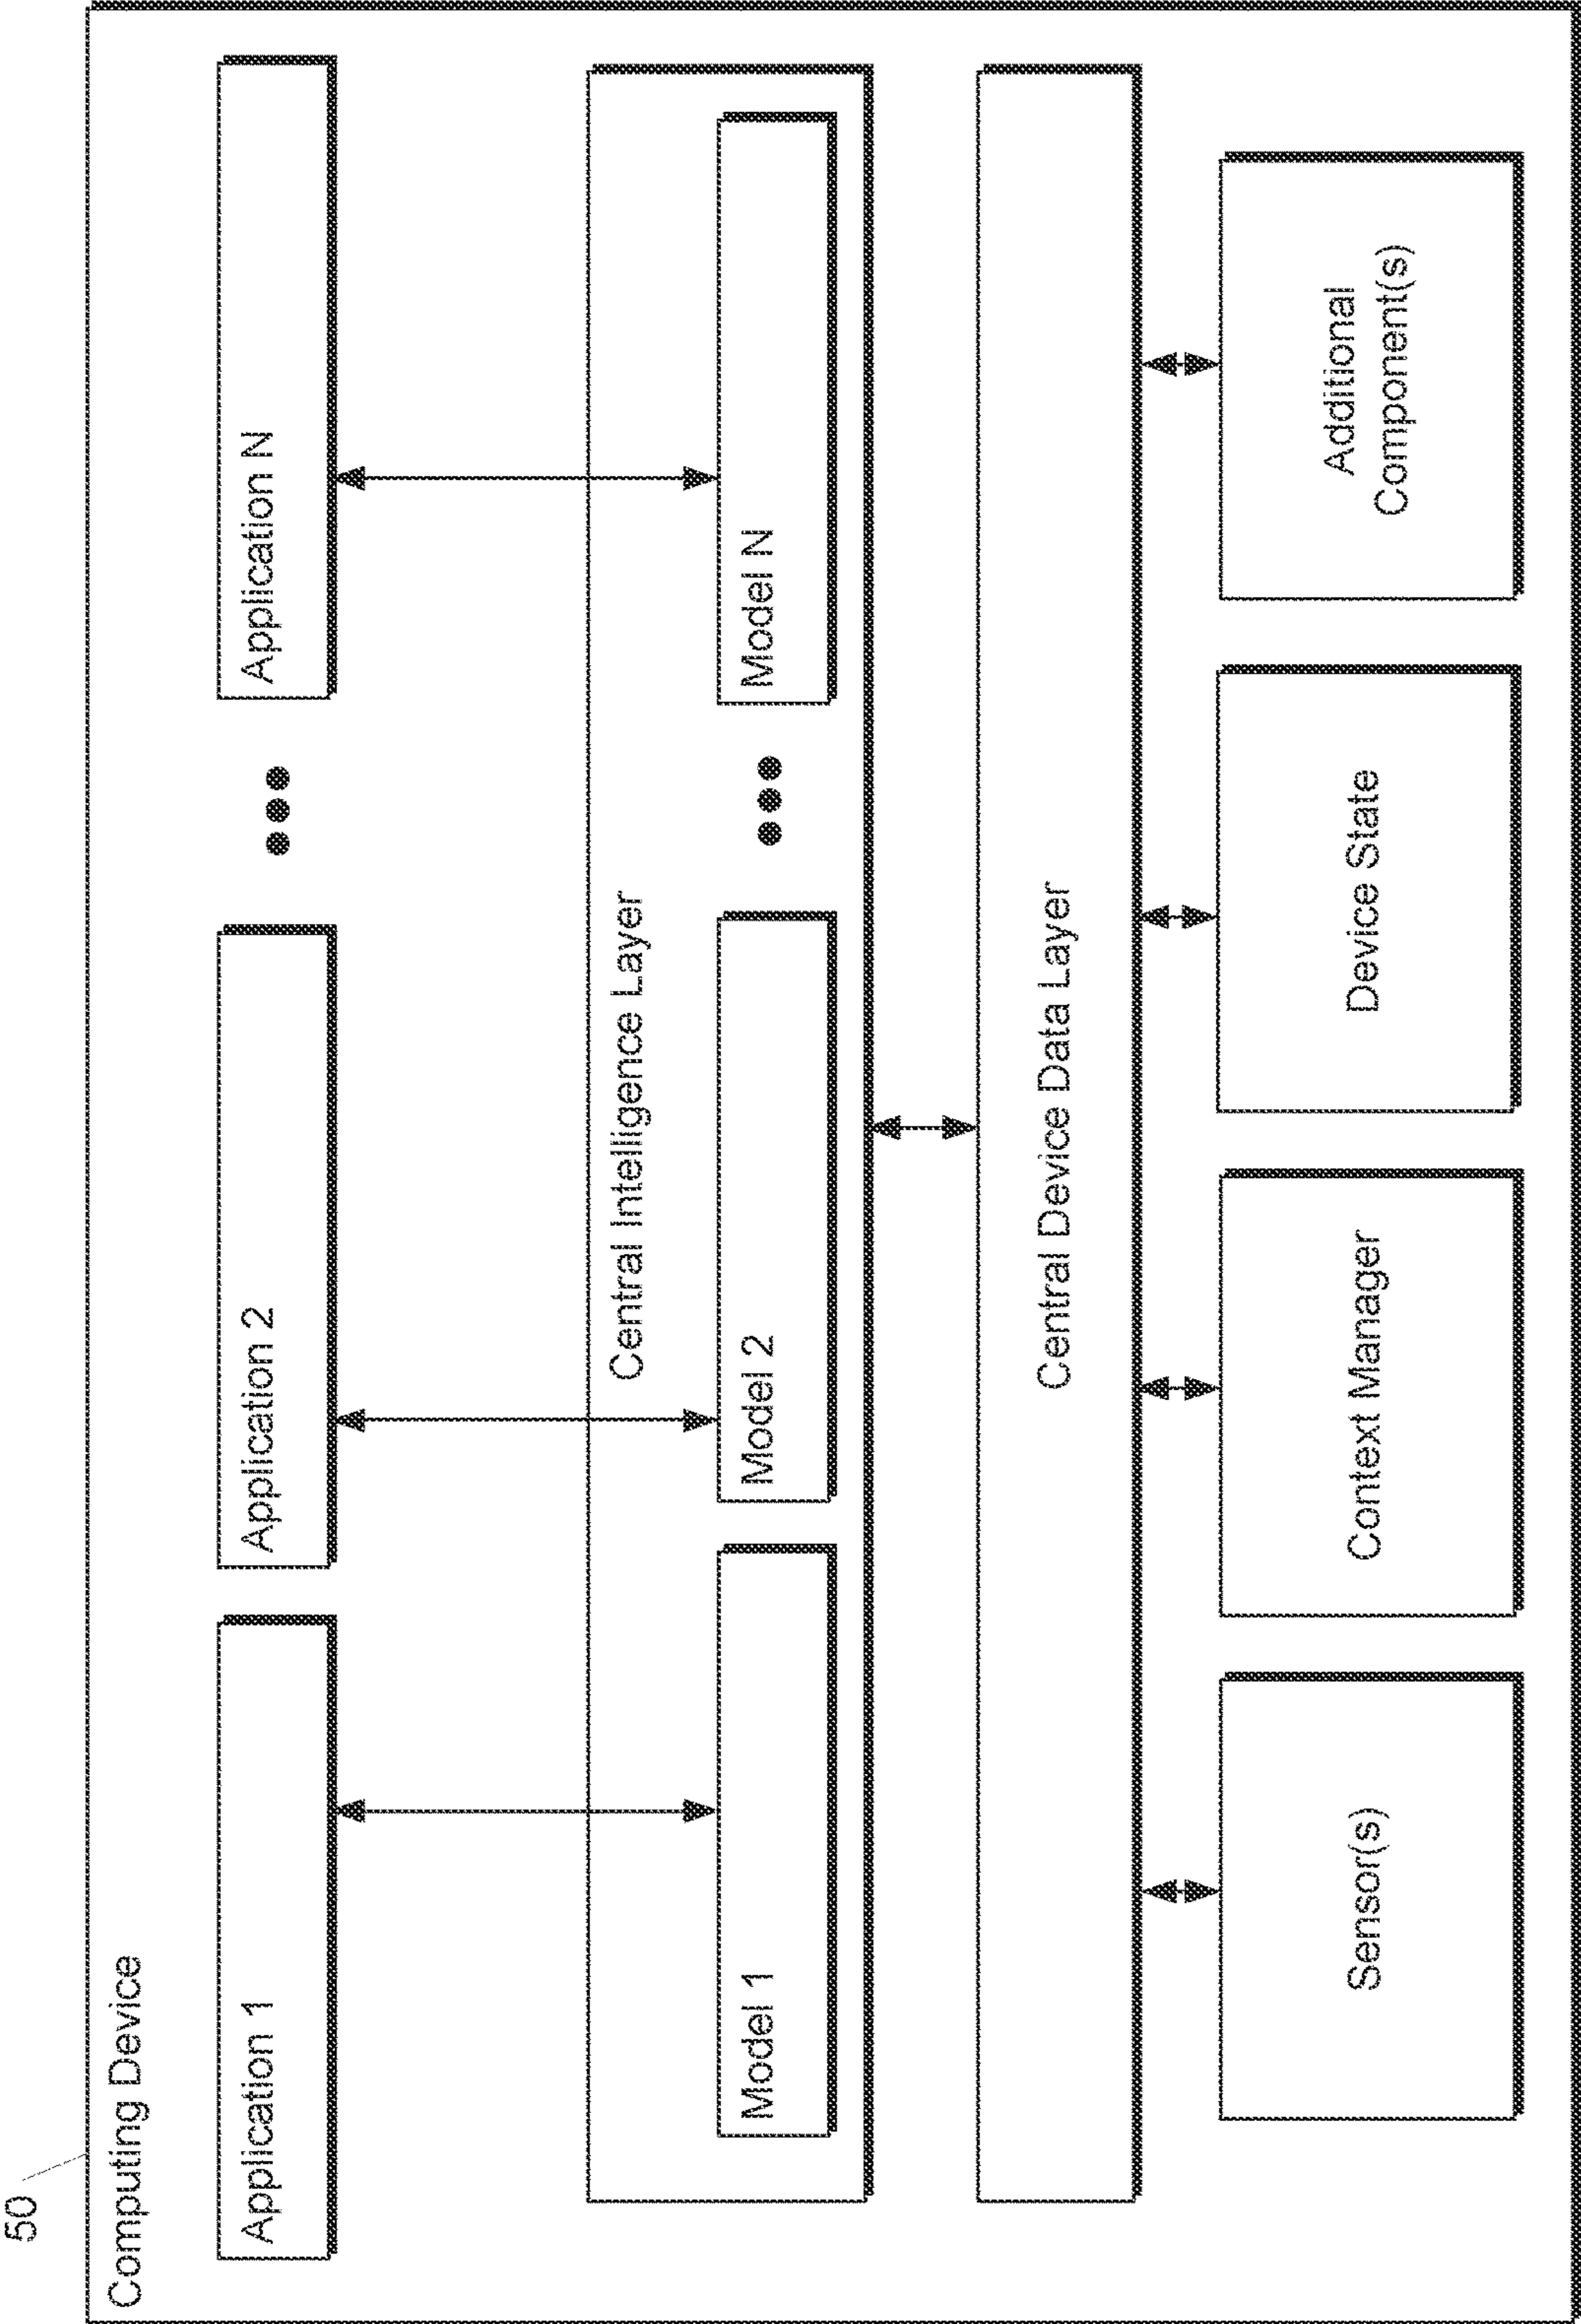 50
Computing Device
Application 1
Application 2
Application N
Central Intelligence Layer
Model 1
Model 2
Model N
Central Device Data Layer
Sensor(s)
Context Manager
Device State
Additional
Component(s)